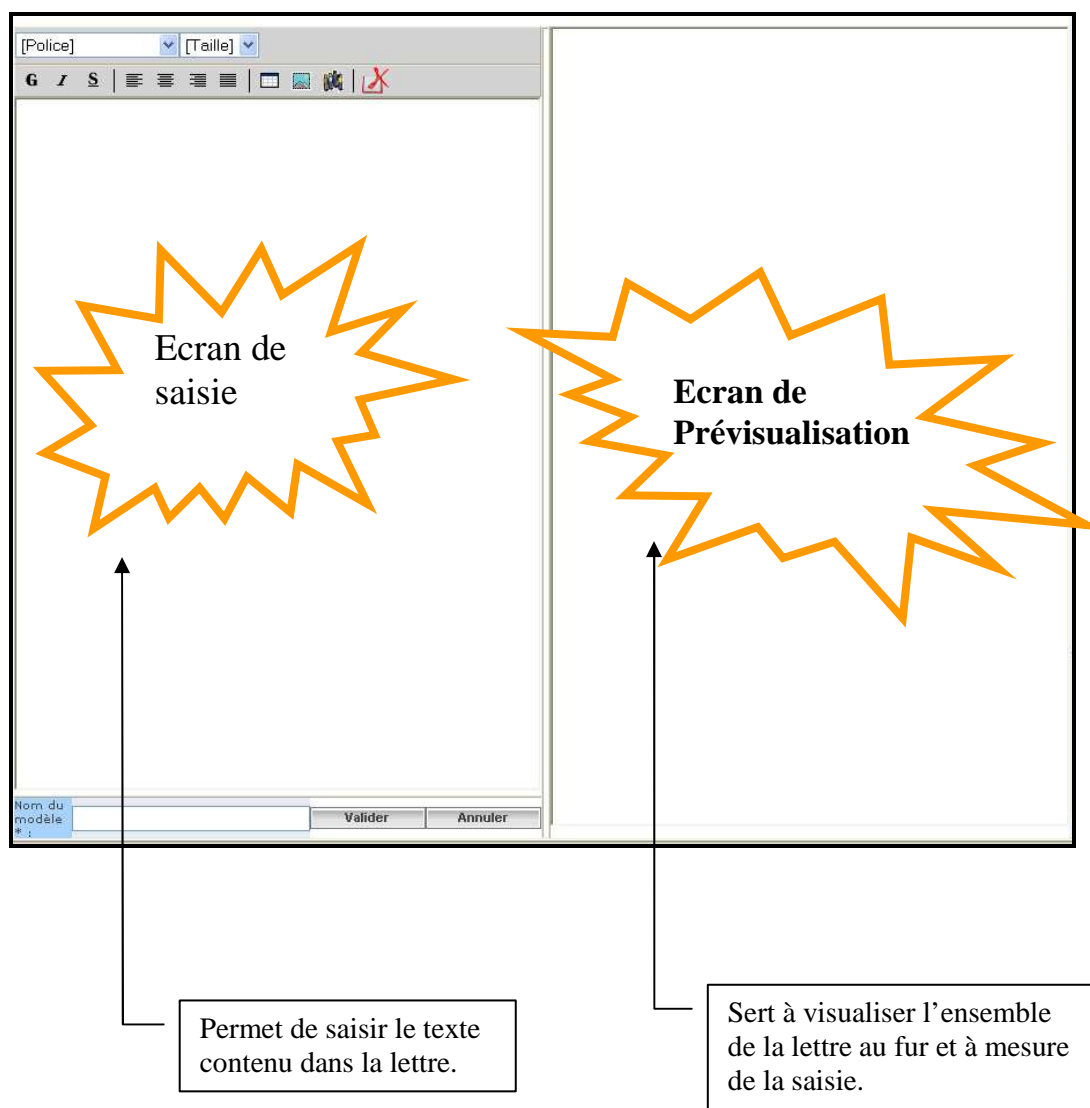 [Police] [Taille]
G I S
Ecran de
saisie
Ecran de
Prévisualisation
Nom du
modèle
* :
Valider Annuler
Permet de saisir le texte
contenu dans la lettre.
Sert à visualiser l’ensemble
de la lettre au fur et à mesure
de la saisie.